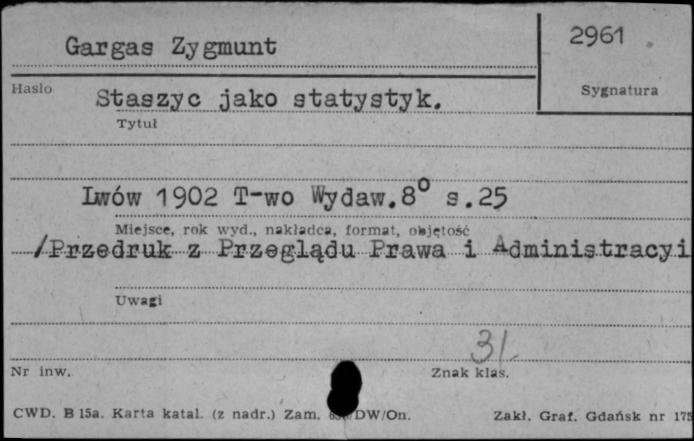 Gargas Zygmunt
2961
Hasło
Sygnatura
Staszyc jako statystyk.
Tytuł
Lwów 1902 T-wo Wydaw.8° s.25
Miejsce, rok wyd., nakładca, format, objętość
/Przedruk z Przeglądu Prawa i Administracyi
Uwagi
31
Nr inw.
Znak klas.
CWD. B 15a. Karta katal. (z nadr.) Zam. DW/On.
Zakł. Graf. Gdańsk nr 175